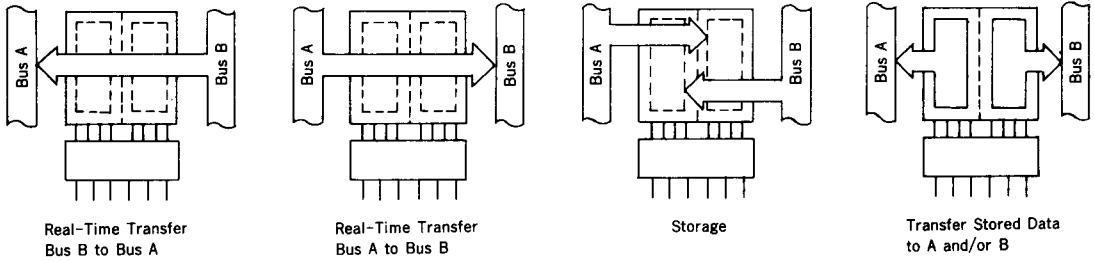 Bus A
Bus B
Bus A
Bus B
Bus A
Bus B
Bus A
Bus B
Real-Time Transfer
Bus B to Bus A
Real-Time Transfer
Bus A to Bus B
Storage
Transfer Stored Data
to A and/or B